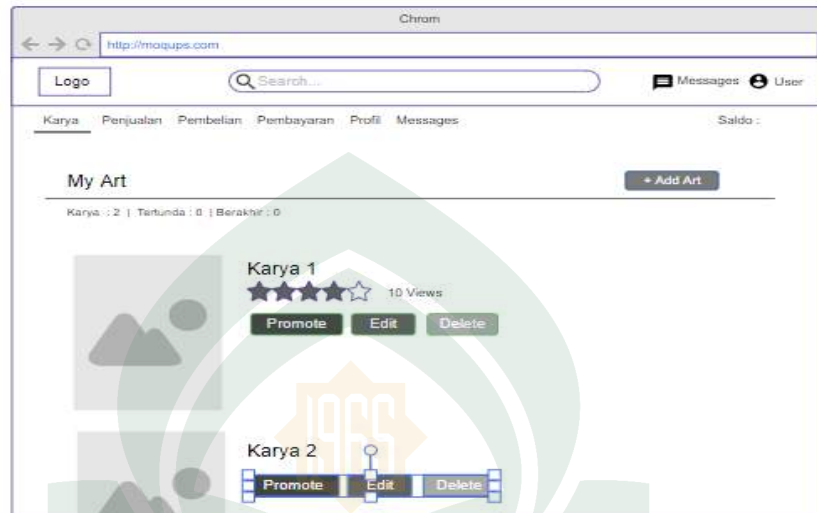 Chrom
http://moqups.com
Logo Search... Messages User
Karya Penjualan Pembelian Pembayaran Profil Messages Saldo :
My Art + Add Art
Karya : 2 | Tertunda : 0 | Berakhir : 0
Karya 1
10 Views
Promote Edit Delete
1965
Karya 2
Promote Edit Delete